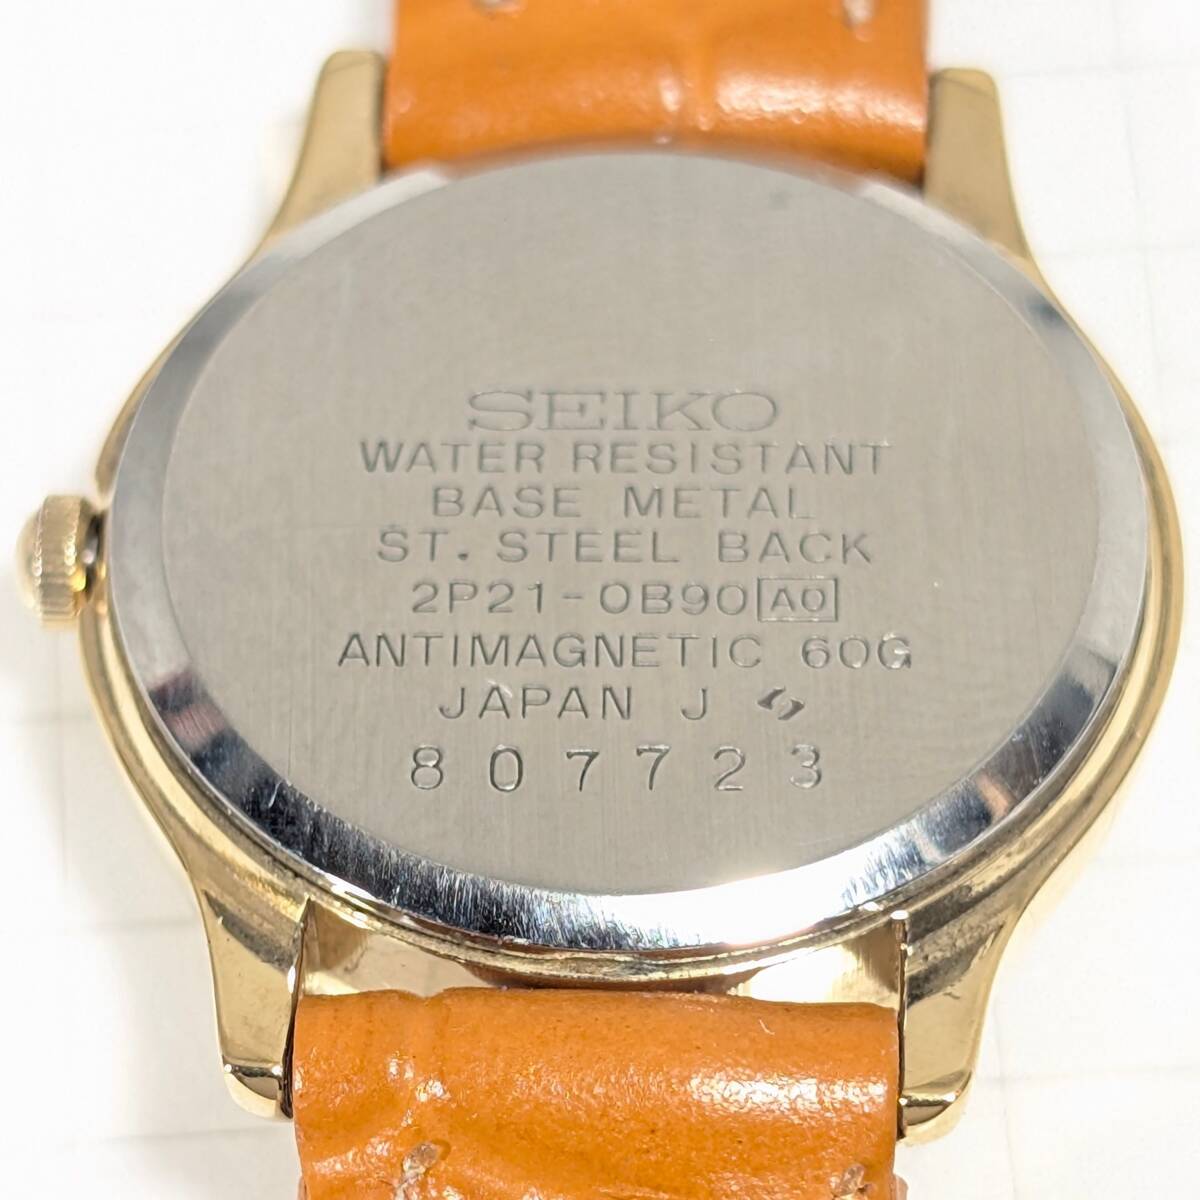 SEIKO
WATER RESISTANT
BASE METAL
ST. STEEL BACK
2P21-0B90 A0
ANTIMAGNETIC 60G
JAPAN J
807723